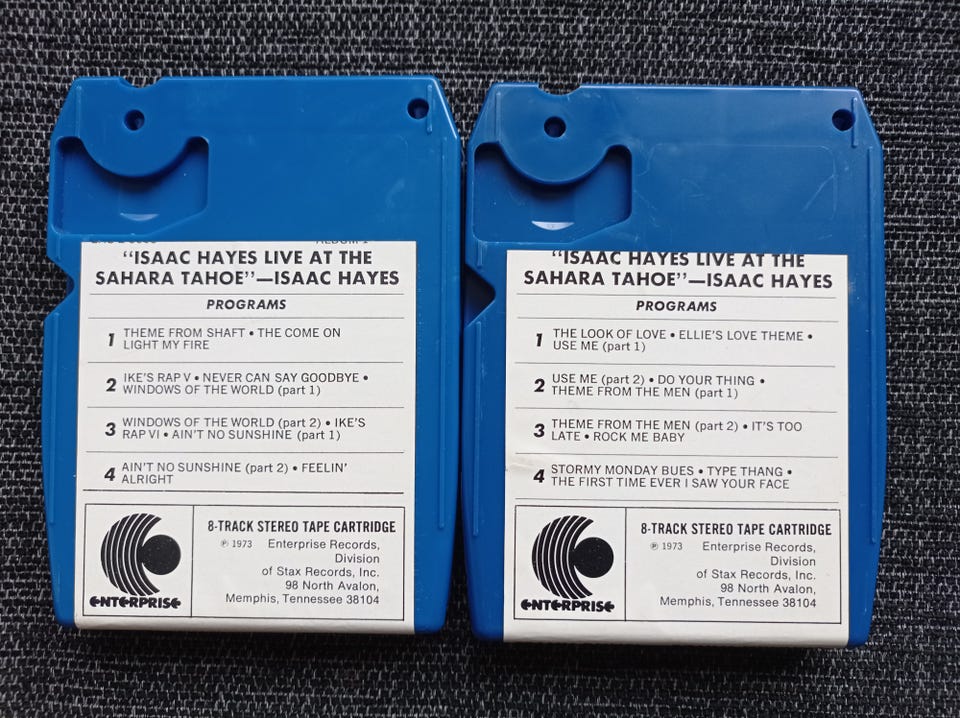 ALBUM 1
"ISAAC HAYES LIVE AT THE
SAHARA TAHOE"—ISAAC HAYES
PROGRAMS
1 THEME FROM SHAFT • THE COME ON
LIGHT MY FIRE
2 IKE'S RAP V • NEVER CAN SAY GOODBYE •
WINDOWS OF THE WORLD (part 1)
3 WINDOWS OF THE WORLD (part 2) • IKE'S
RAP VI • AIN'T NO SUNSHINE (part 1)
4 AIN'T NO SUNSHINE (part 2) • FEELIN'
ALRIGHT
ENTERPRISE
8-TRACK STEREO TAPE CARTRIDGE
℗ 1973 Enterprise Records,
Division
of Stax Records, Inc.
98 North Avalon,
Memphis, Tennessee 38104
"ISAAC HAYES LIVE AT THE
SAHARA TAHOE"—ISAAC HAYES
PROGRAMS
1 THE LOOK OF LOVE • ELLIE'S LOVE THEME •
USE ME (part 1)
2 USE ME (part 2) • DO YOUR THING •
THEME FROM THE MEN (part 1)
3 THEME FROM THE MEN (part 2) • IT'S TOO
LATE • ROCK ME BABY
4 STORMY MONDAY BUES • TYPE THANG •
THE FIRST TIME EVER I SAW YOUR FACE
ENTERPRISE
8-TRACK STEREO TAPE CARTRIDGE
℗ 1973 Enterprise Records,
Division
of Stax Records, Inc.
98 North Avalon,
Memphis, Tennessee 38104